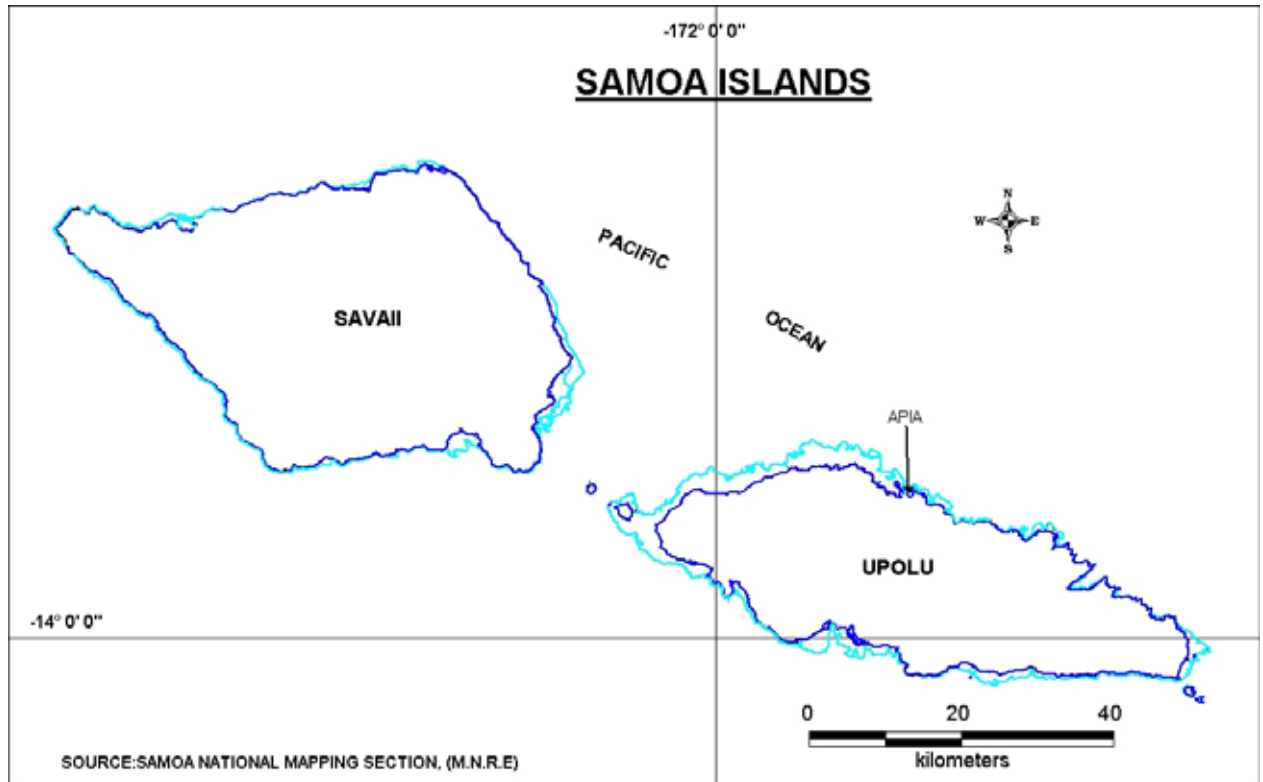 -172° 0' 0"
SAMOA ISLANDS
N
W E
S
PACIFIC
SAVAII
OCEAN
APIA
UPOLU
-14° 0' 0"
0 20 40
kilometers
SOURCE:SAMOA NATIONAL MAPPING SECTION, (M.N.R.E)